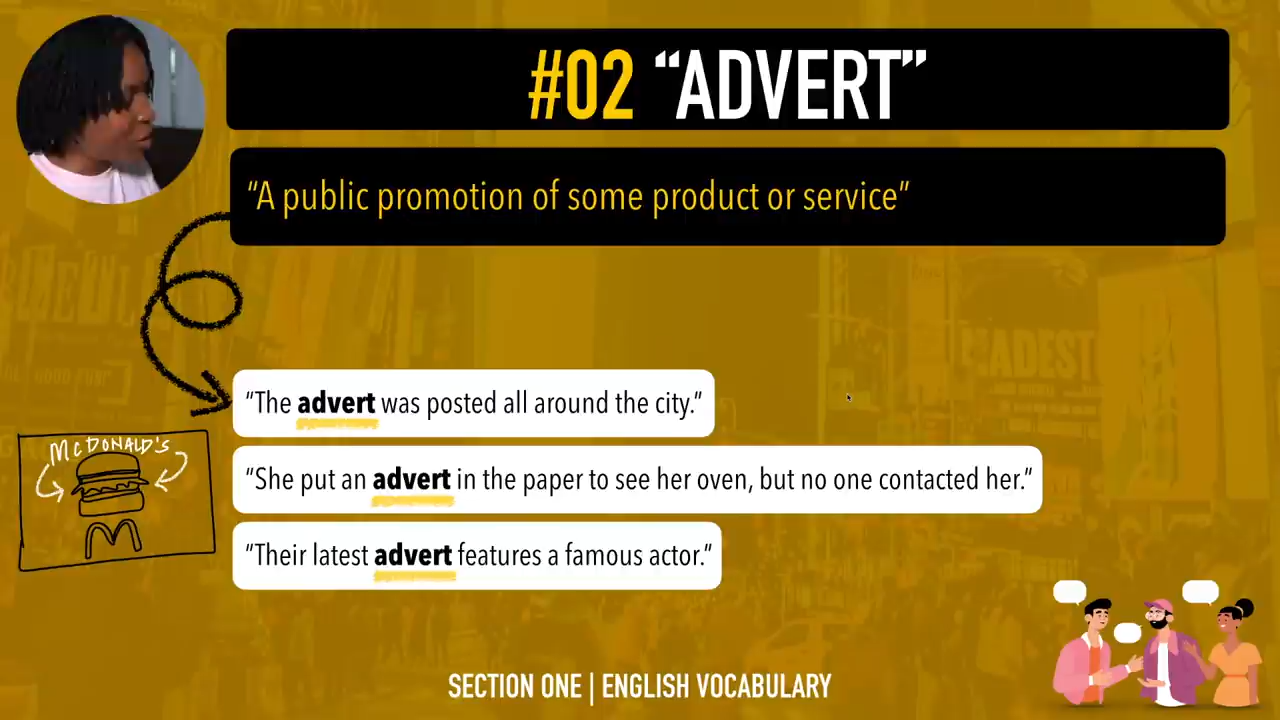 #02 “ADVERT”
“A public promotion of some product or service”
“The advert was posted all around the city.”
“She put an advert in the paper to see her oven, but no one contacted her.”
“Their latest advert features a famous actor.”
McDONALD'S
M
ADEST
SECTION ONE | ENGLISH VOCABULARY